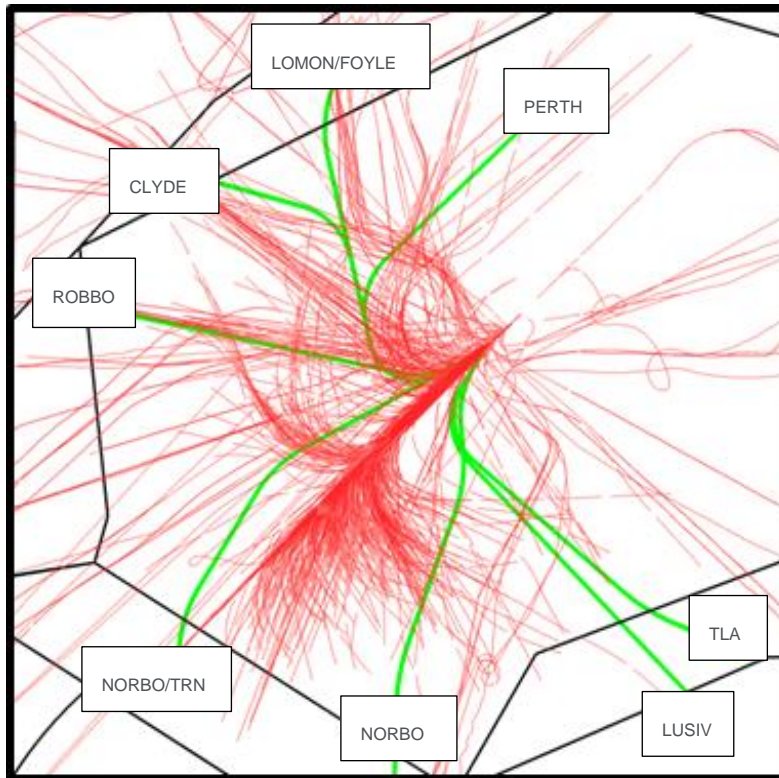 LOMON/FOYLE
PERTH
CLYDE
ROBBO
TLA
NORBO/TRN
NORBO
LUSIV